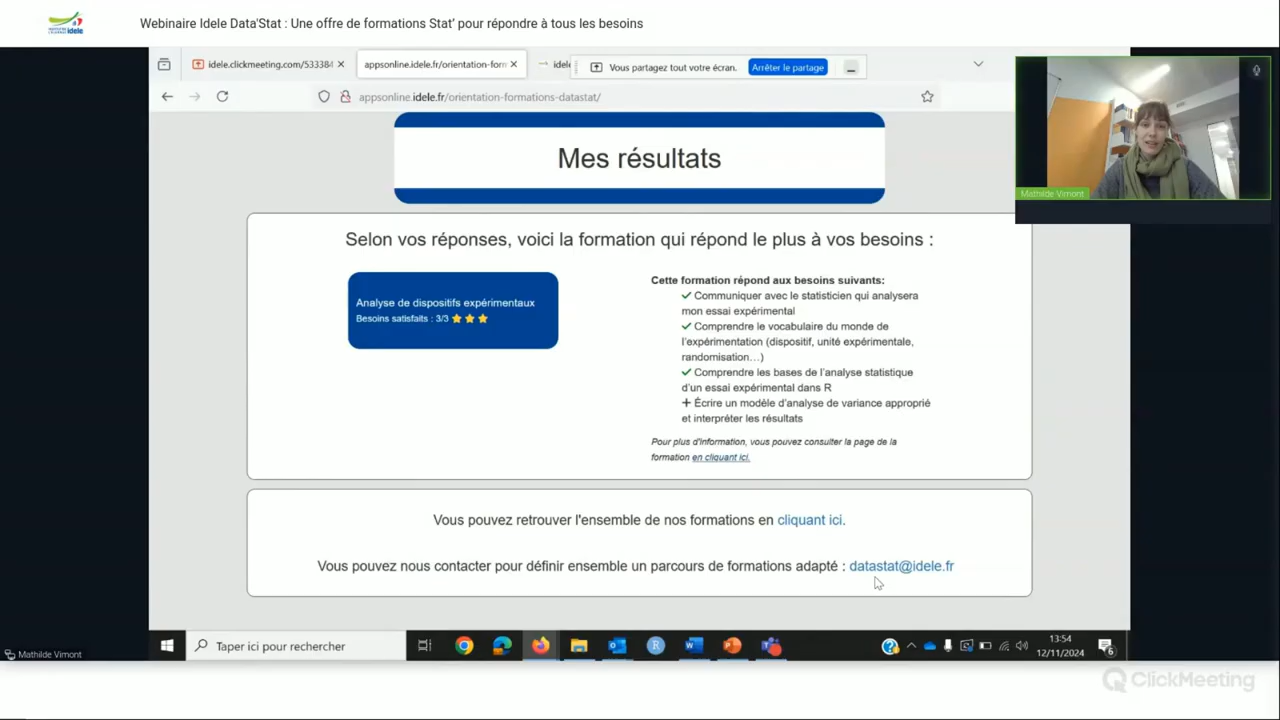 Webinaire Idele Data'Stat : Une offre de formations Stat’ pour répondre à tous les besoins
idele
idele.clickmeeting.com/53338
appsonline.idele.fr/orientation-form
idele
Vous partagez tout votre écran.
Arrêter le partage
appsonline.idele.fr/orientation-formations-datastat/
Mathilde Vimont
Mes résultats
Selon vos réponses, voici la formation qui répond le plus à vos besoins :
Analyse de dispositifs expérimentaux
Besoins satisfaits : 3/3
Cette formation répond aux besoins suivants:
✓ Communiquer avec le statisticien qui analysera
mon essai expérimental
✓ Comprendre le vocabulaire du monde de
l’expérimentation (dispositif, unité expérimentale,
randomisation…)
✓ Comprendre les bases de l’analyse statistique
d’un essai expérimental dans R
+ Écrire un modèle d’analyse de variance approprié
et interpréter les résultats
Pour plus d'information, vous pouvez consulter la page de la
formation en cliquant ici.
Vous pouvez retrouver l'ensemble de nos formations en cliquant ici.
Vous pouvez nous contacter pour définir ensemble un parcours de formations adapté : datastat@idele.fr
Taper ici pour rechercher
13:54
12/11/2024
6
Mathilde Vimont
ClickMeeting